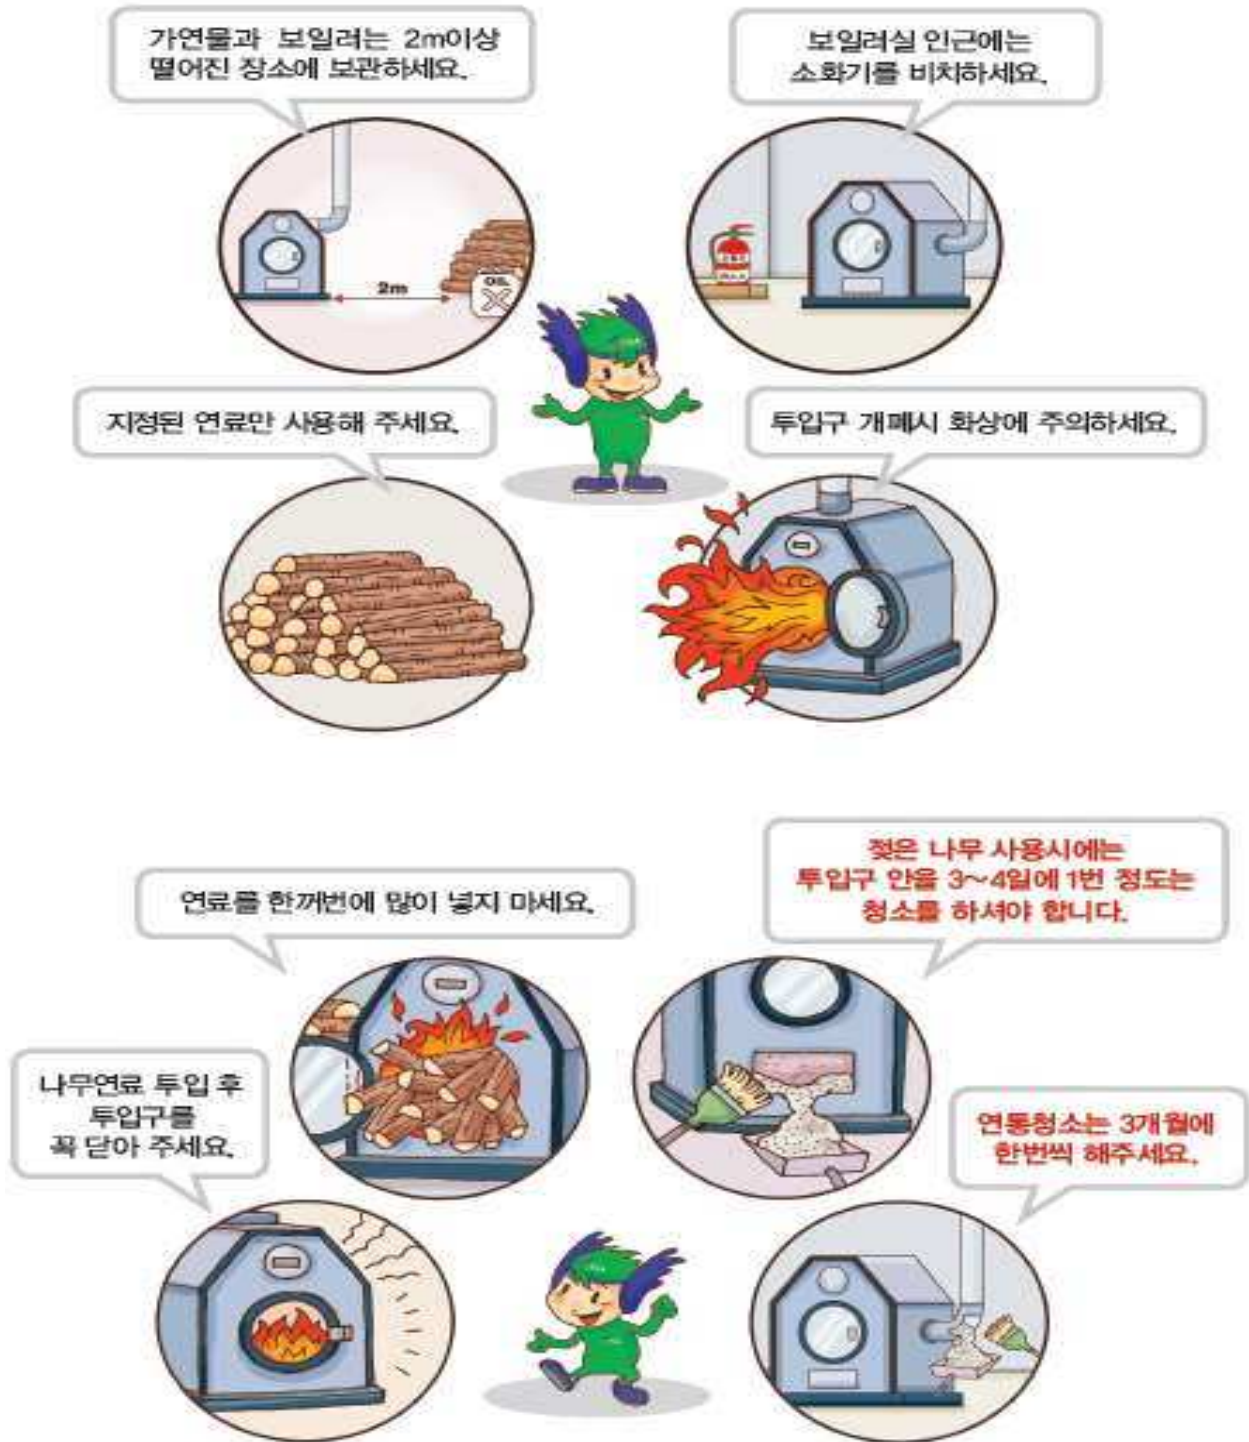 가연물과 보일러는 2m이상
떨어진 장소에 보관하세요.
보일러실 인근에는
소화기를 비치하세요.
2m
OIL
지정된 연료만 사용해 주세요.
투입구 개폐시 화상에 주의하세요.
연료를 한꺼번에 많이 넣지 마세요.
젖은 나무 사용시에는
투입구 안을 3~4일에 1번 정도는
청소를 하셔야 합니다.
나무연료 투입 후
투입구를
꼭 닫아 주세요.
연통청소는 3개월에
한번씩 해주세요.